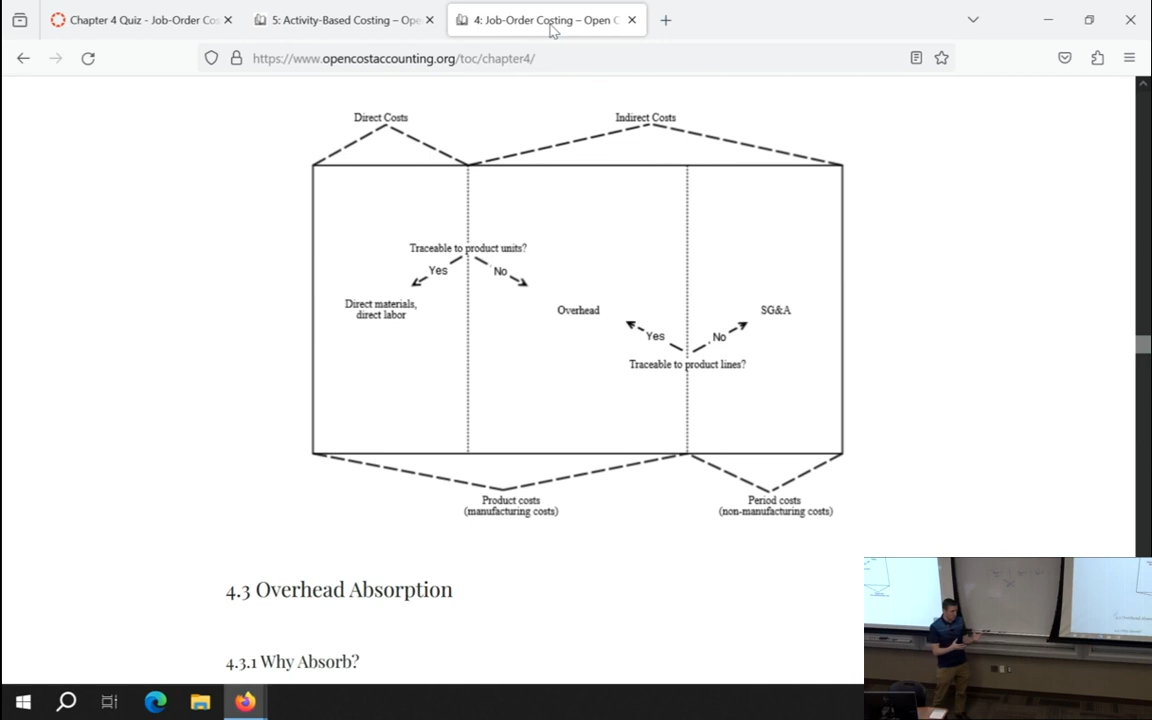 Chapter 4 Quiz - Job-Order Cos
5: Activity-Based Costing – Ope
4: Job-Order Costing – Open C
https://www.opencostaccounting.org/toc/chapter4/
Direct Costs
Indirect Costs
Traceable to product units?
Yes
No
Direct materials,
direct labor
Overhead
SG&A
Yes
No
Traceable to product lines?
Product costs
(manufacturing costs)
Period costs
(non-manufacturing costs)
4.3 Overhead Absorption
4.3.1 Why Absorb?